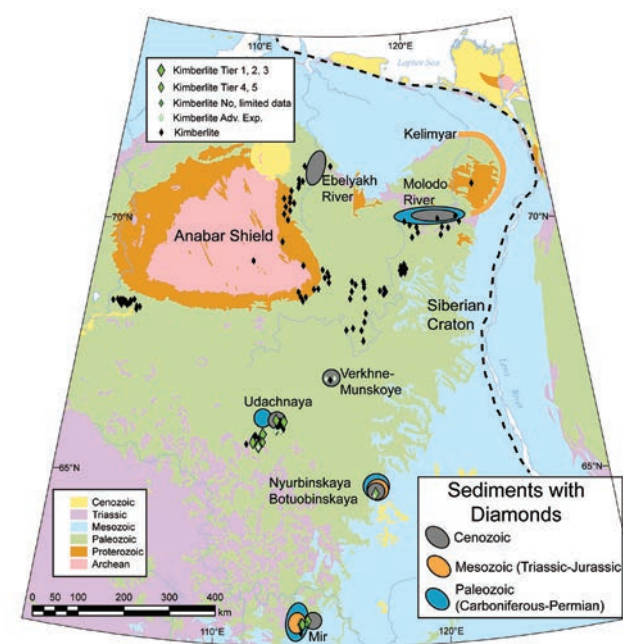 110°E
120°E
Laptev Sea
Kimberlite Tier 1, 2, 3
Kimberlite Tier 4, 5
Kimberlite No, limited data
Kimberlite Adv. Exp.
Kimberlite
Kelimyar
Ebelyakh
River
Molodo
River
70°N
70°N
Anabar Shield
Siberian
Craton
Lena River
Verkhne-
Munskoye
Udachnaya
65°N
65°N
Nyurbinskaya
Botuobinskaya
Cenozoic
Triassic
Mesozoic
Paleozoic
Proterozoic
Archean
Sediments with
Diamonds
Cenozoic
Mesozoic (Triassic-Jurassic)
Paleozoic
(Carboniferous-Permian)
0 50 100 200 300 400
km
110°E
Mir
120°E